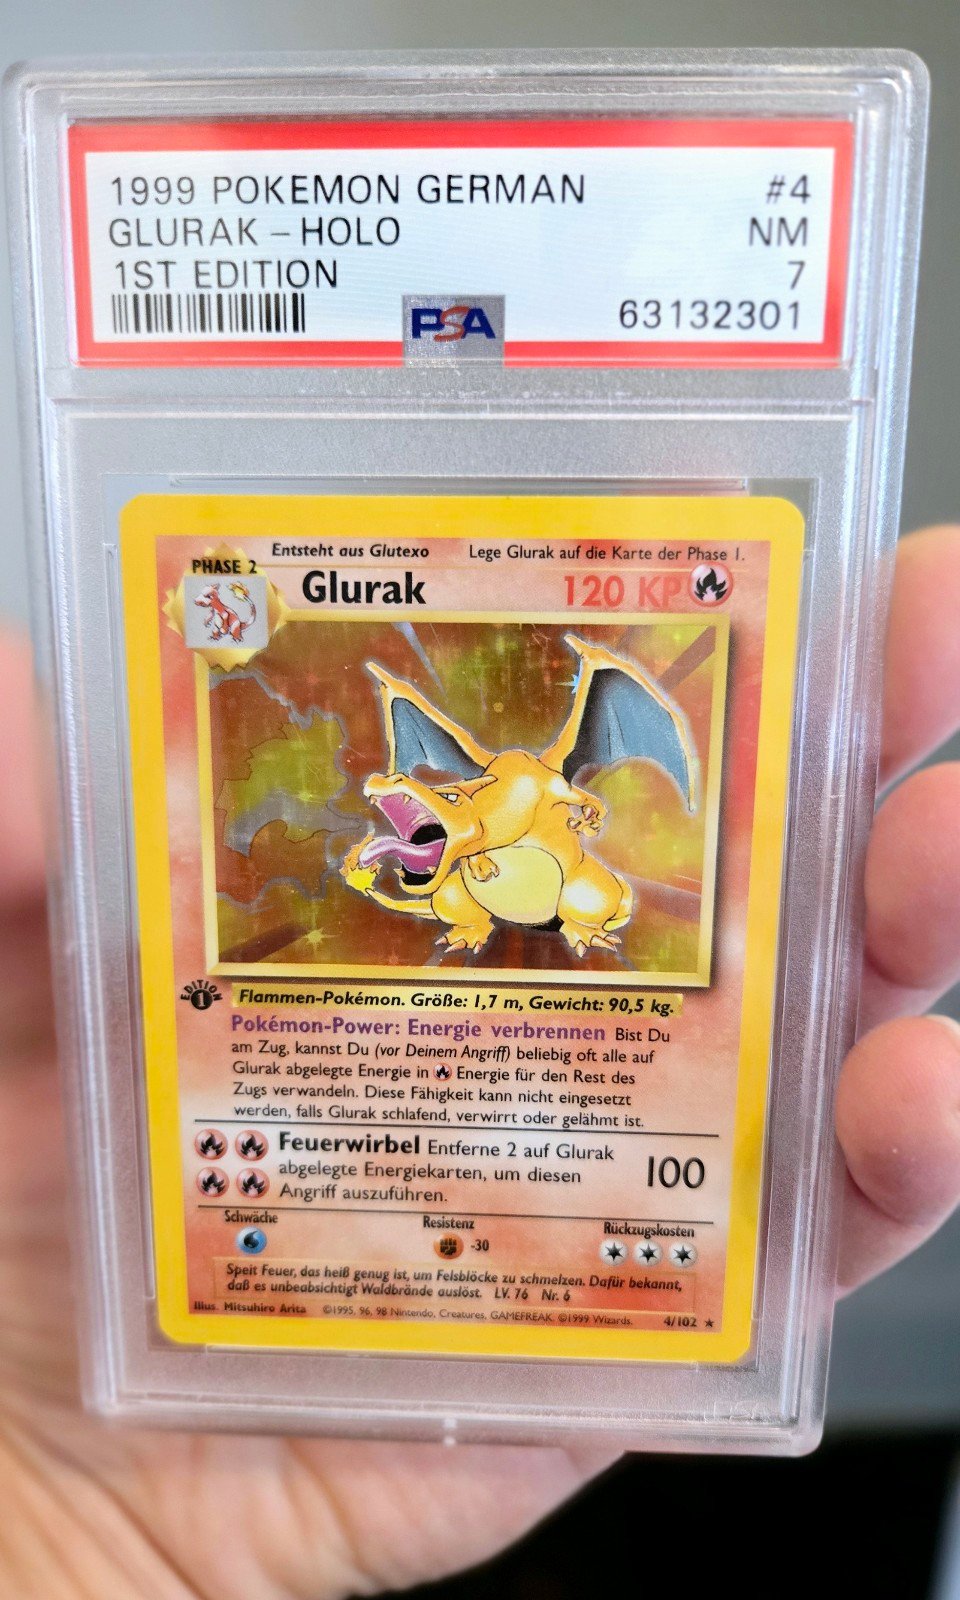 1999 POKEMON GERMAN #4
GLURAK – HOLO NM
1ST EDITION 7
PSA 63132301
Entsteht aus Glutexo Lege Glurak auf die Karte der Phase 1.
PHASE 2
Glurak 120 KP
EDITION
1
Flammen-Pokémon. Größe: 1,7 m, Gewicht: 90,5 kg.
Pokémon-Power: Energie verbrennen Bist Du
am Zug, kannst Du (vor Deinem Angriff) beliebig oft alle auf
Glurak abgelegte Energie in Energie für den Rest des
Zugs verwandeln. Diese Fähigkeit kann nicht eingesetzt
werden, falls Glurak schlafend, verwirrt oder gelähmt ist.
Feuerwirbel Entferne 2 auf Glurak
abgelegte Energiekarten, um diesen
Angriff auszuführen.
100
Schwäche Resistenz Rückzugskosten
-30
Speit Feuer, das heiß genug ist, um Felsblöcke zu schmelzen. Dafür bekannt,
daß es unbeabsichtigt Waldbrände auslöst. LV. 76 Nr. 6
Illus. Mitsuhiro Arita ©1995, 96, 98 Nintendo, Creatures, GAMEFREAK. ©1999 Wizards. 4/102 ★